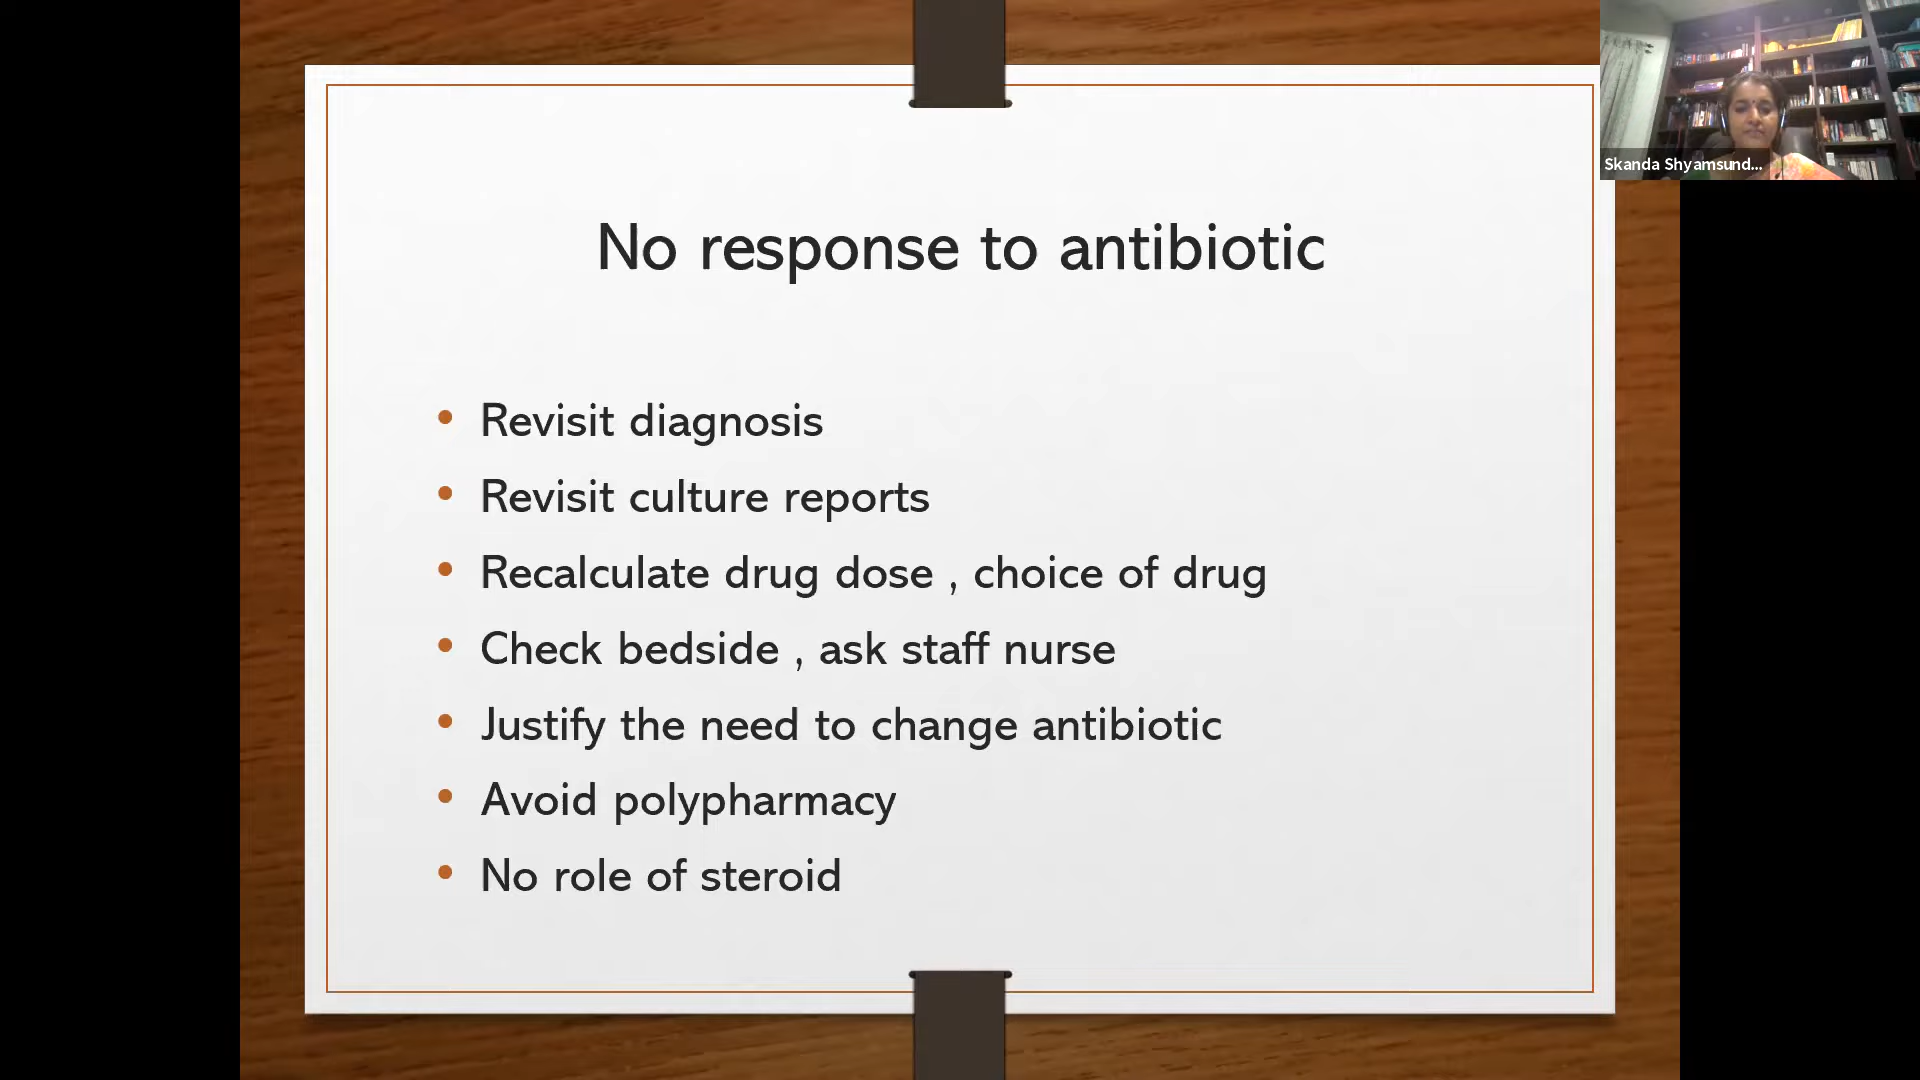 No response to antibiotic
• Revisit diagnosis
• Revisit culture reports
• Recalculate drug dose , choice of drug
• Check bedside , ask staff nurse
• Justify the need to change antibiotic
• Avoid polypharmacy
• No role of steroid
Skanda Shyamsund...